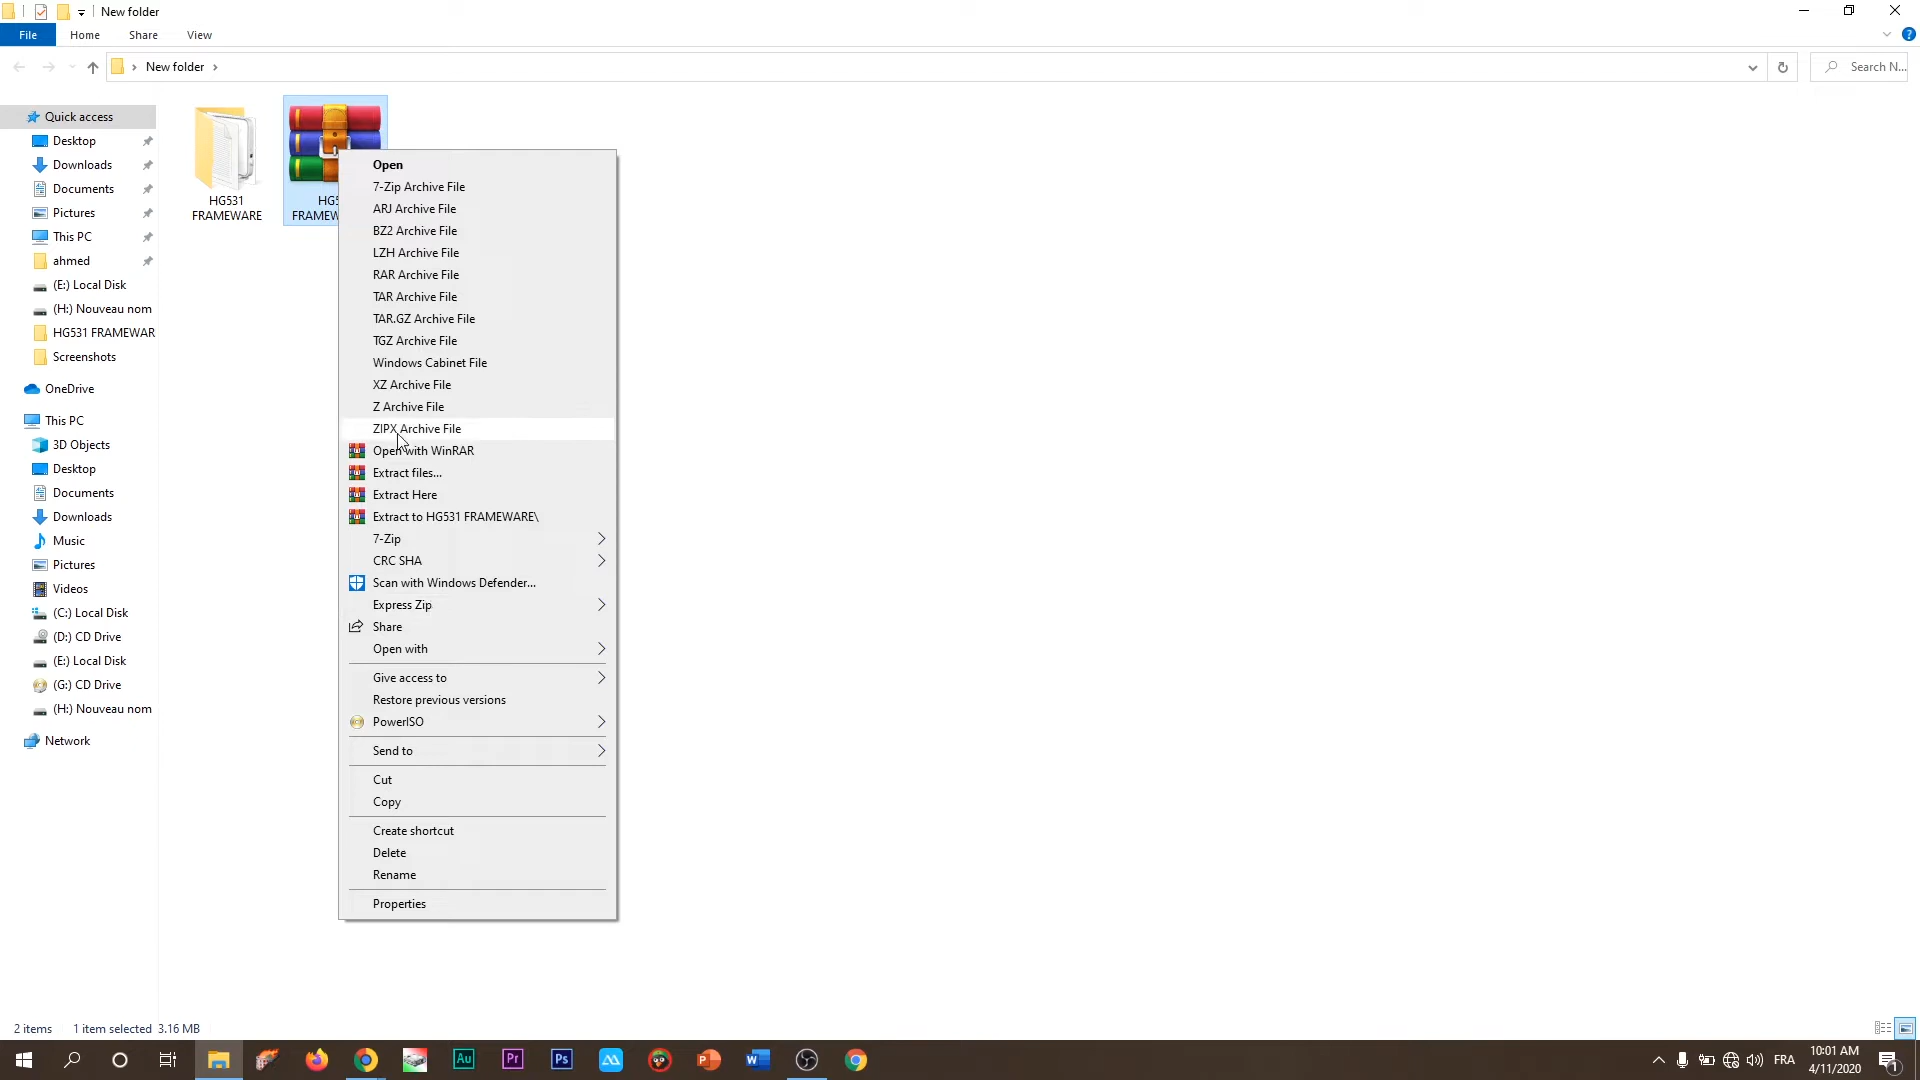 New folder
File Home Share View
New folder
Search N...
Quick access
Desktop
Downloads
Documents
Pictures
This PC
ahmed
(E:) Local Disk
(H:) Nouveau nom
HG531 FRAMEWAR
Screenshots
OneDrive
This PC
3D Objects
Desktop
Documents
Downloads
Music
Pictures
Videos
(C:) Local Disk
(D:) CD Drive
(E:) Local Disk
(G:) CD Drive
(H:) Nouveau nom
Network
HG531
FRAMEWARE
HG5
FRAMEW
Open
7-Zip Archive File
ARJ Archive File
BZ2 Archive File
LZH Archive File
RAR Archive File
TAR Archive File
TAR.GZ Archive File
TGZ Archive File
Windows Cabinet File
XZ Archive File
Z Archive File
ZIPX Archive File
Open with WinRAR
Extract files...
Extract Here
Extract to HG531 FRAMEWARE\
7-Zip
CRC SHA
Scan with Windows Defender...
Express Zip
Share
Open with
Give access to
Restore previous versions
PowerISO
Send to
Cut
Copy
Create shortcut
Delete
Rename
Properties
2 items 1 item selected 3.16 MB
Au Pr Ps
FRA
10:01 AM
4/11/2020
1